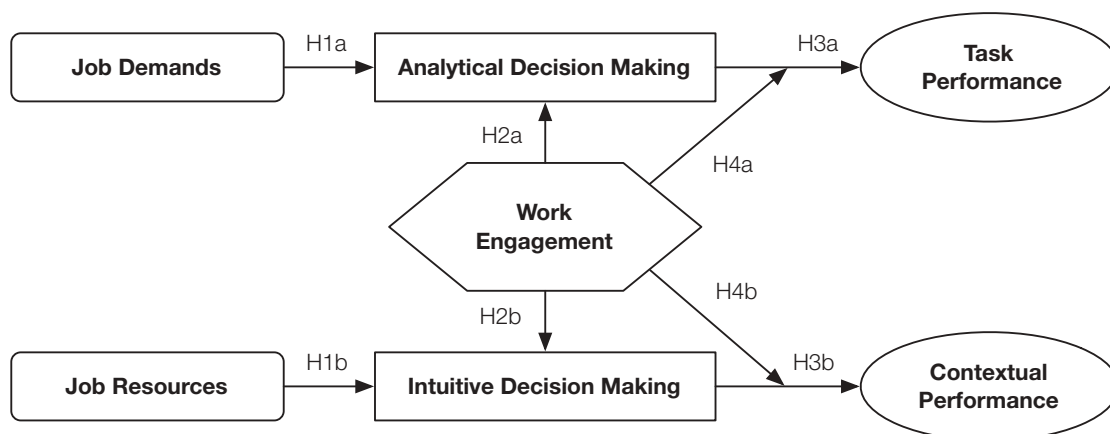 H1a
H3a
Job Demands
Analytical Decision Making
Task
Performance
H2a
H4a
Work
Engagement
H4b
H2b
H1b
H3b
Job Resources
Intuitive Decision Making
Contextual
Performance